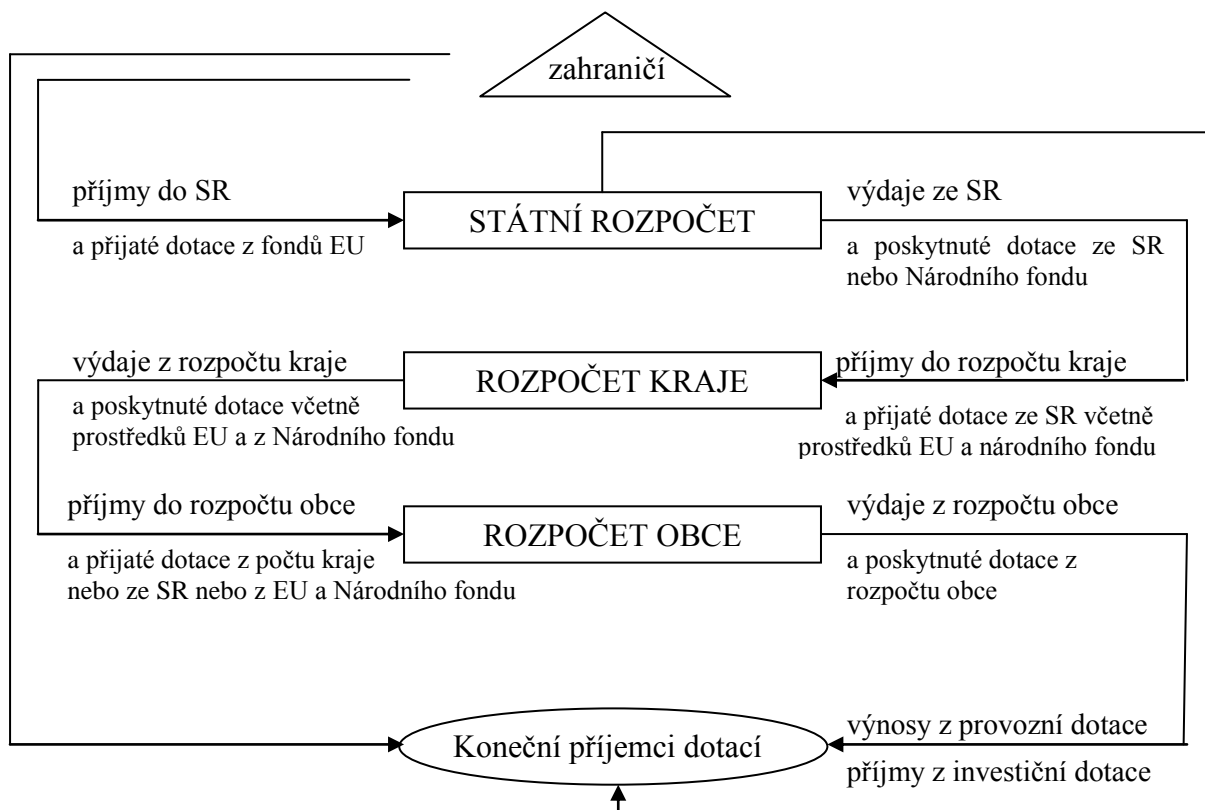 zahraničí
příjmy do SR
a přijaté dotace z fondů EU
STÁTNÍ ROZPOČET
výdaje ze SR
a poskytnuté dotace ze SR
nebo Národního fondu
výdaje z rozpočtu kraje
a poskytnuté dotace včetně
prostředků EU a z Národního fondu
ROZPOČET KRAJE
příjmy do rozpočtu kraje
a přijaté dotace ze SR včetně
prostředků EU a národního fondu
příjmy do rozpočtu obce
a přijaté dotace z počtu kraje
nebo ze SR nebo z EU a Národního fondu
ROZPOČET OBCE
výdaje z rozpočtu obce
a poskytnuté dotace z
rozpočtu obce
Koneční příjemci dotací
výnosy z provozní dotace
příjmy z investiční dotace